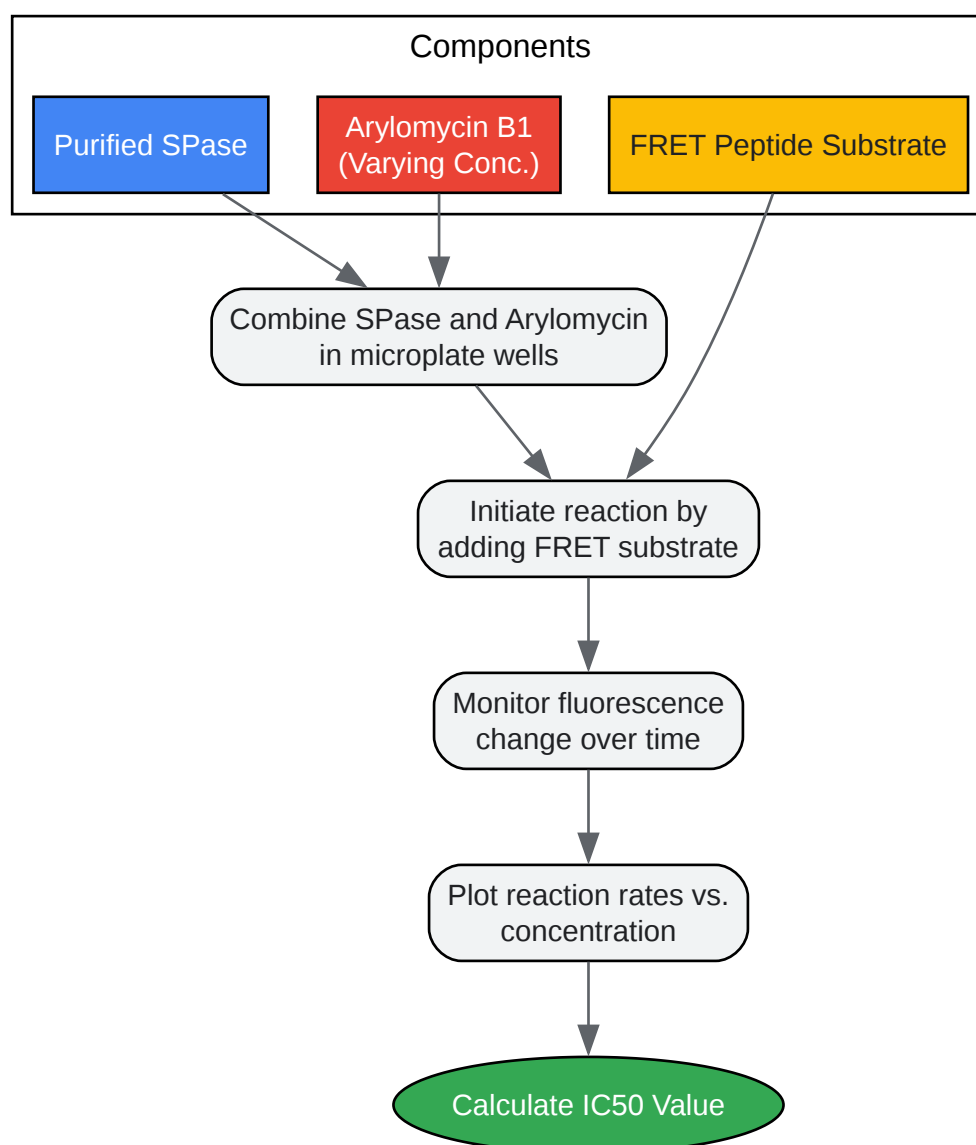 Components
Purified SPase
Arylomycin B1
(Varying Conc.)
FRET Peptide Substrate
Combine SPase and Arylomycin
in microplate wells
Initiate reaction by
adding FRET substrate
Monitor fluorescence
change over time
Plot reaction rates vs.
concentration
Calculate IC50 Value